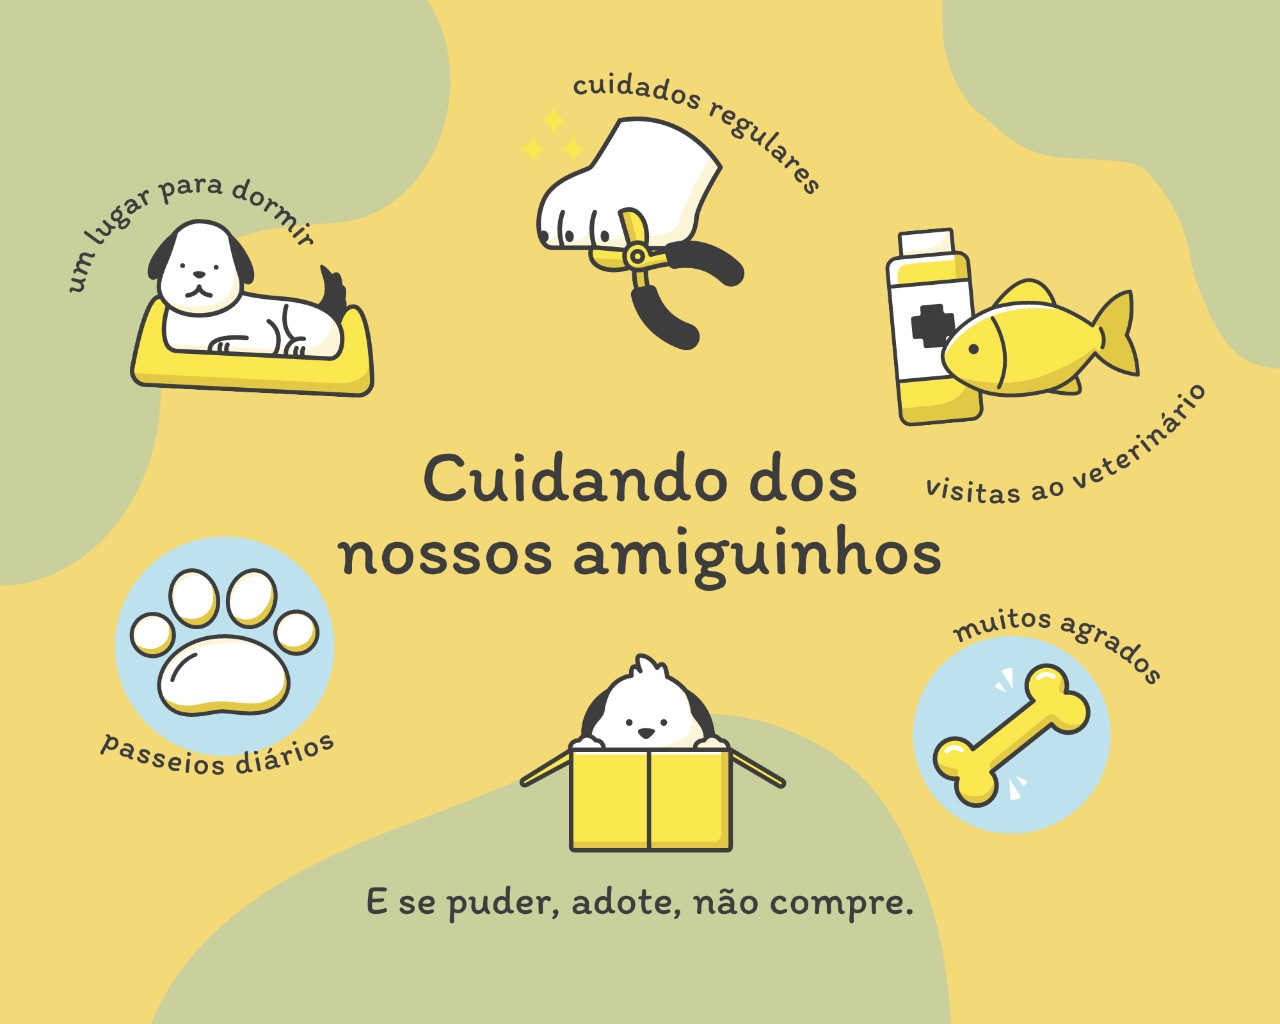 cuidados regulares
um lugar para dormir
visitas ao veterinário
Cuidando dos
nossos amiguinhos
passeios diários
muitos agrados
E se puder, adote, não compre.